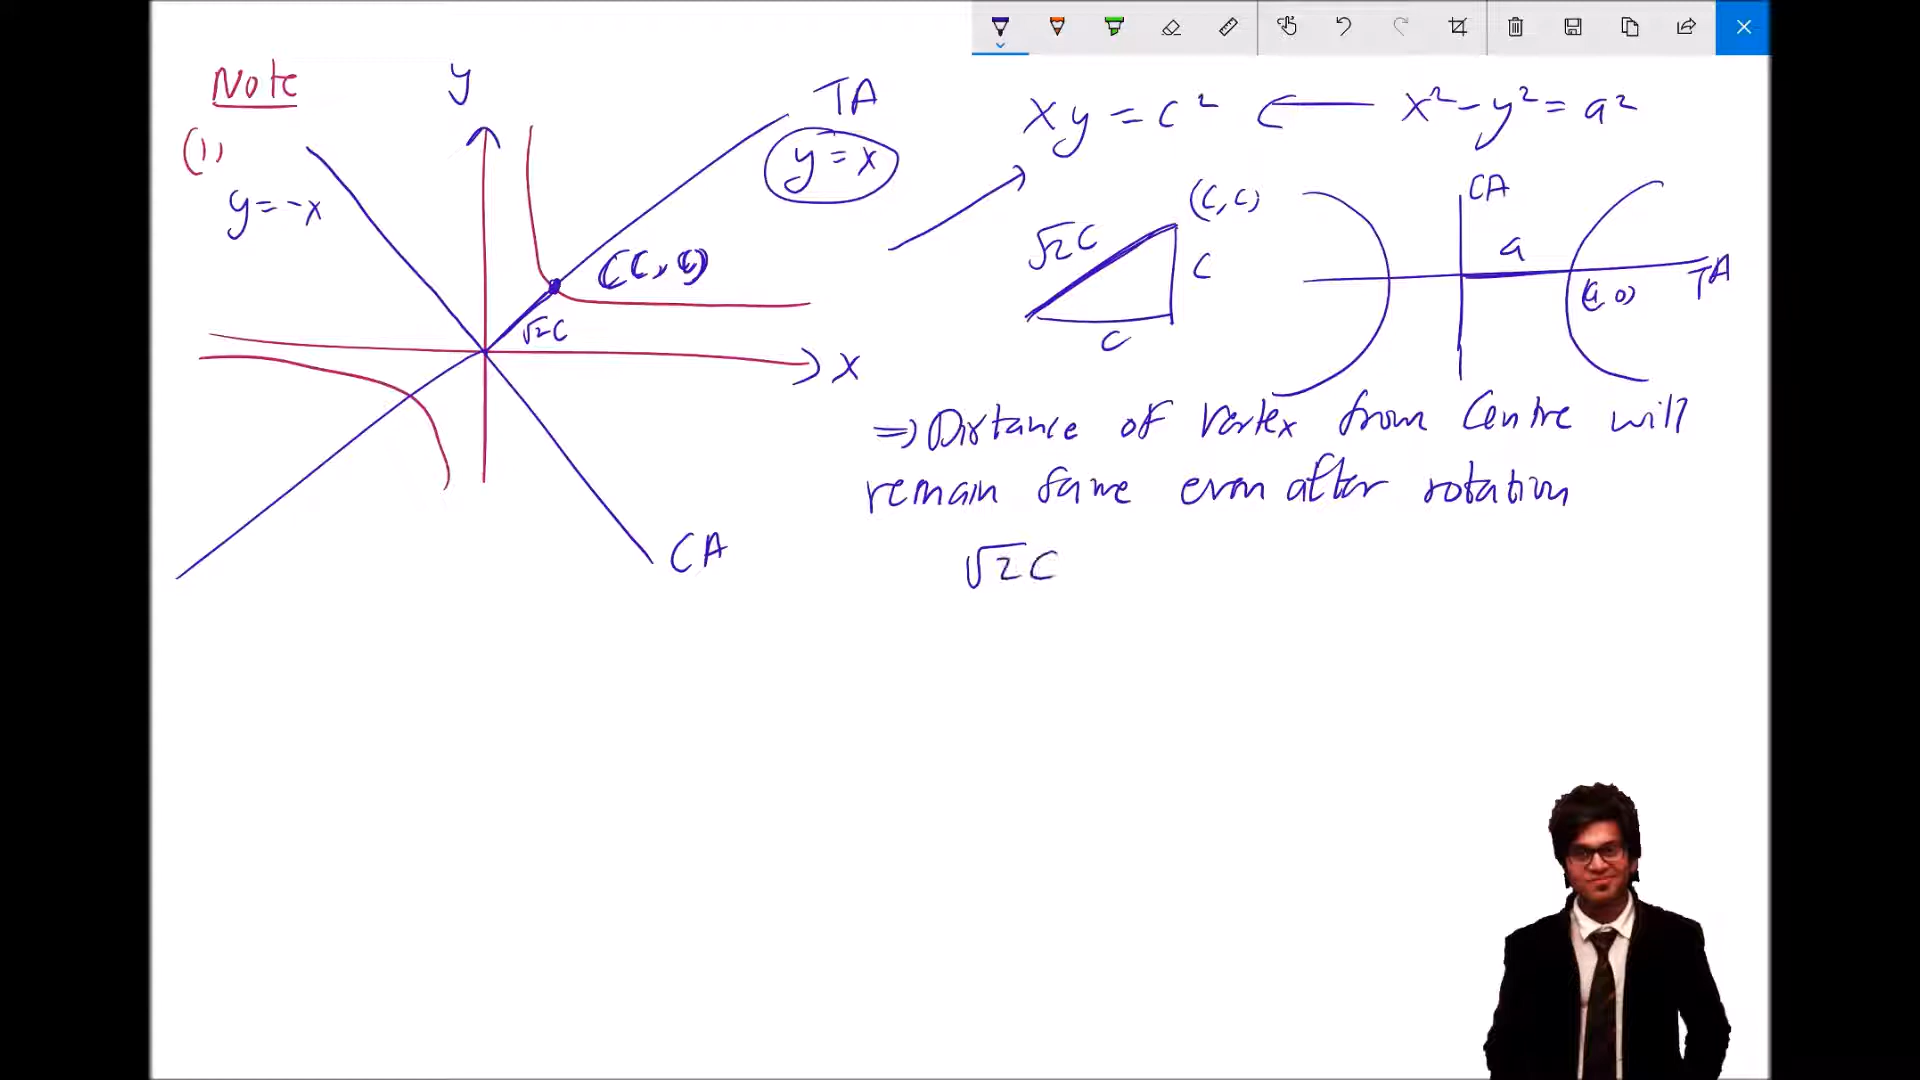 Note
(1)
y
TA
y = x
y = -x
(C, C)
√2C
x
CA
xy = c² ← x² - y² = a²
(C, C)
√2C
C
C
CA
a
TA
(a, 0)
⇒ Distance of Vertex from Centre will
remain same even after rotation
√2C